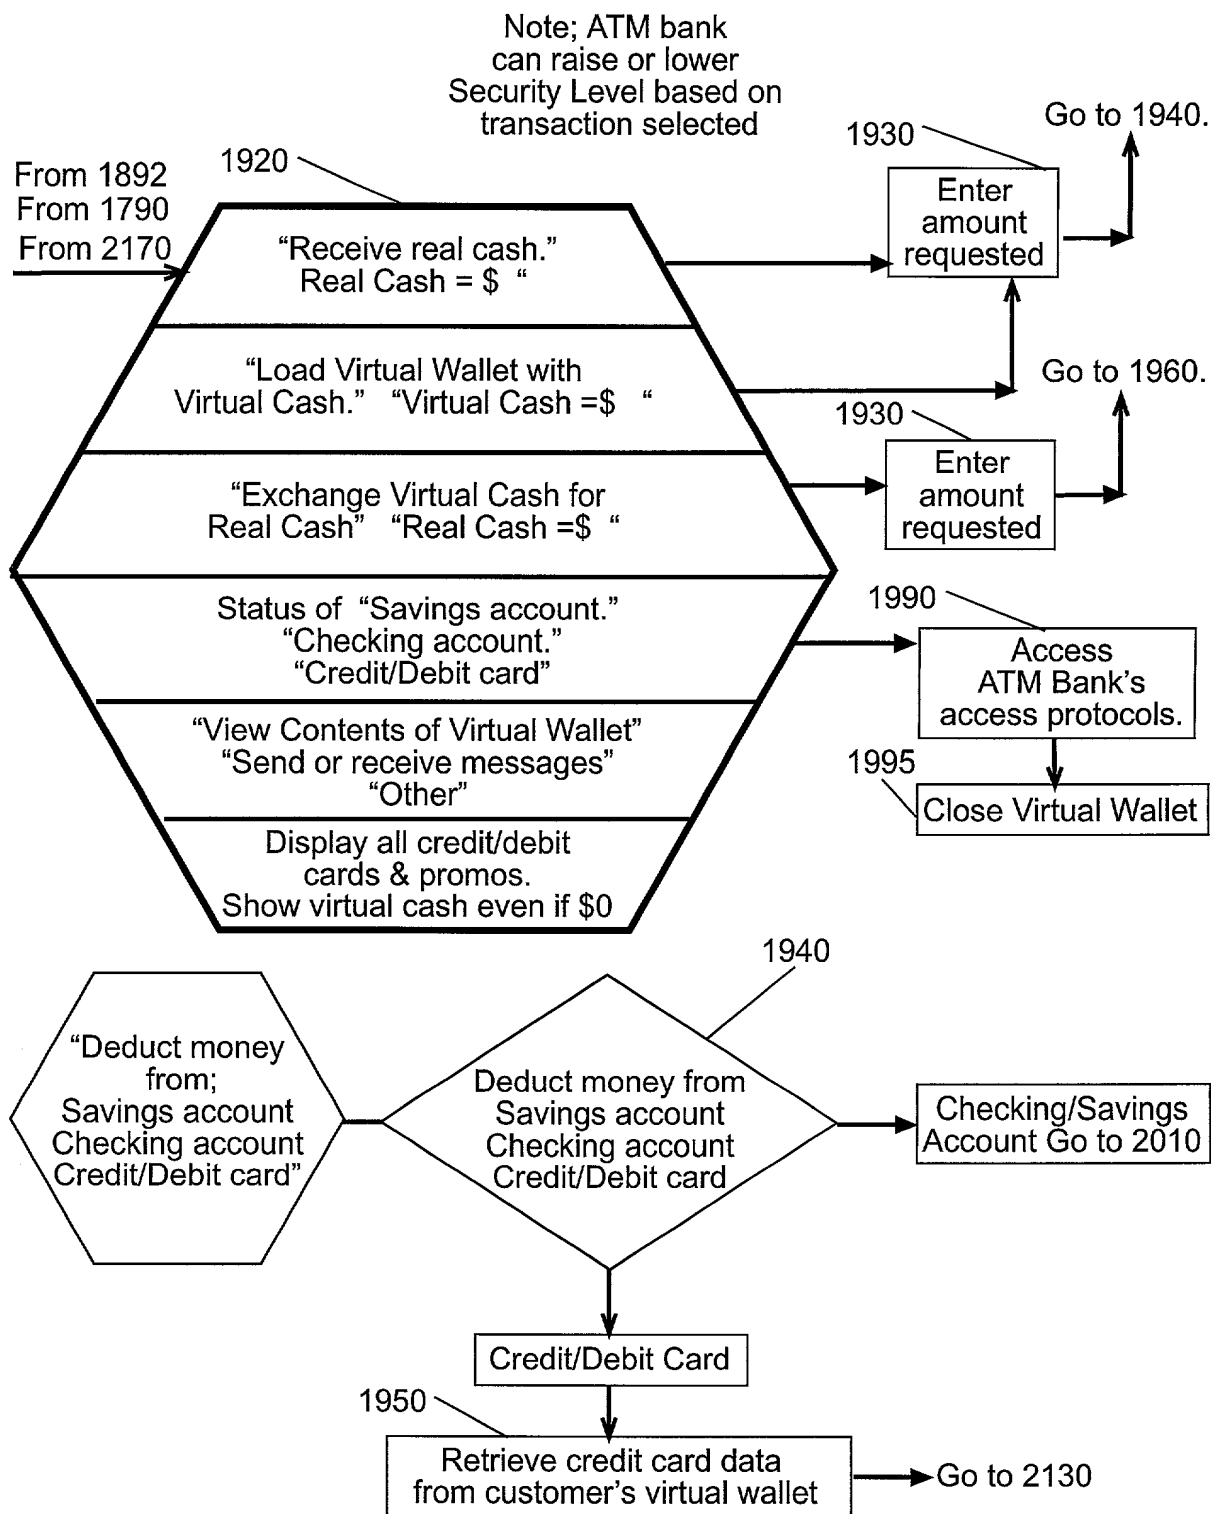 Note; ATM bank
can raise or lower
Security Level based on
transaction selected
Go to 1940.
1930
1920
From 1892
From 1790
From 2170
Enter
amount
requested
“Receive real cash.”
Real Cash = $ “
“Load Virtual Wallet with
Virtual Cash.” “Virtual Cash =$ “
Go to 1960.
1930
Enter
amount
requested
“Exchange Virtual Cash for
Real Cash” “Real Cash =$ “
1990
Status of “Savings account.”
“Checking account.”
“Credit/Debit card”
Access
ATM Bank’s
access protocols.
“View Contents of Virtual Wallet”
“Send or receive messages”
“Other”
1995
Close Virtual Wallet
Display all credit/debit
cards & promos.
Show virtual cash even if $0
1940
“Deduct money
from;
Savings account
Checking account
Credit/Debit card”
Deduct money from
Savings account
Checking account
Credit/Debit card
Checking/Savings
Account Go to 2010
Credit/Debit Card
1950
Retrieve credit card data
from customer’s virtual wallet
Go to 2130